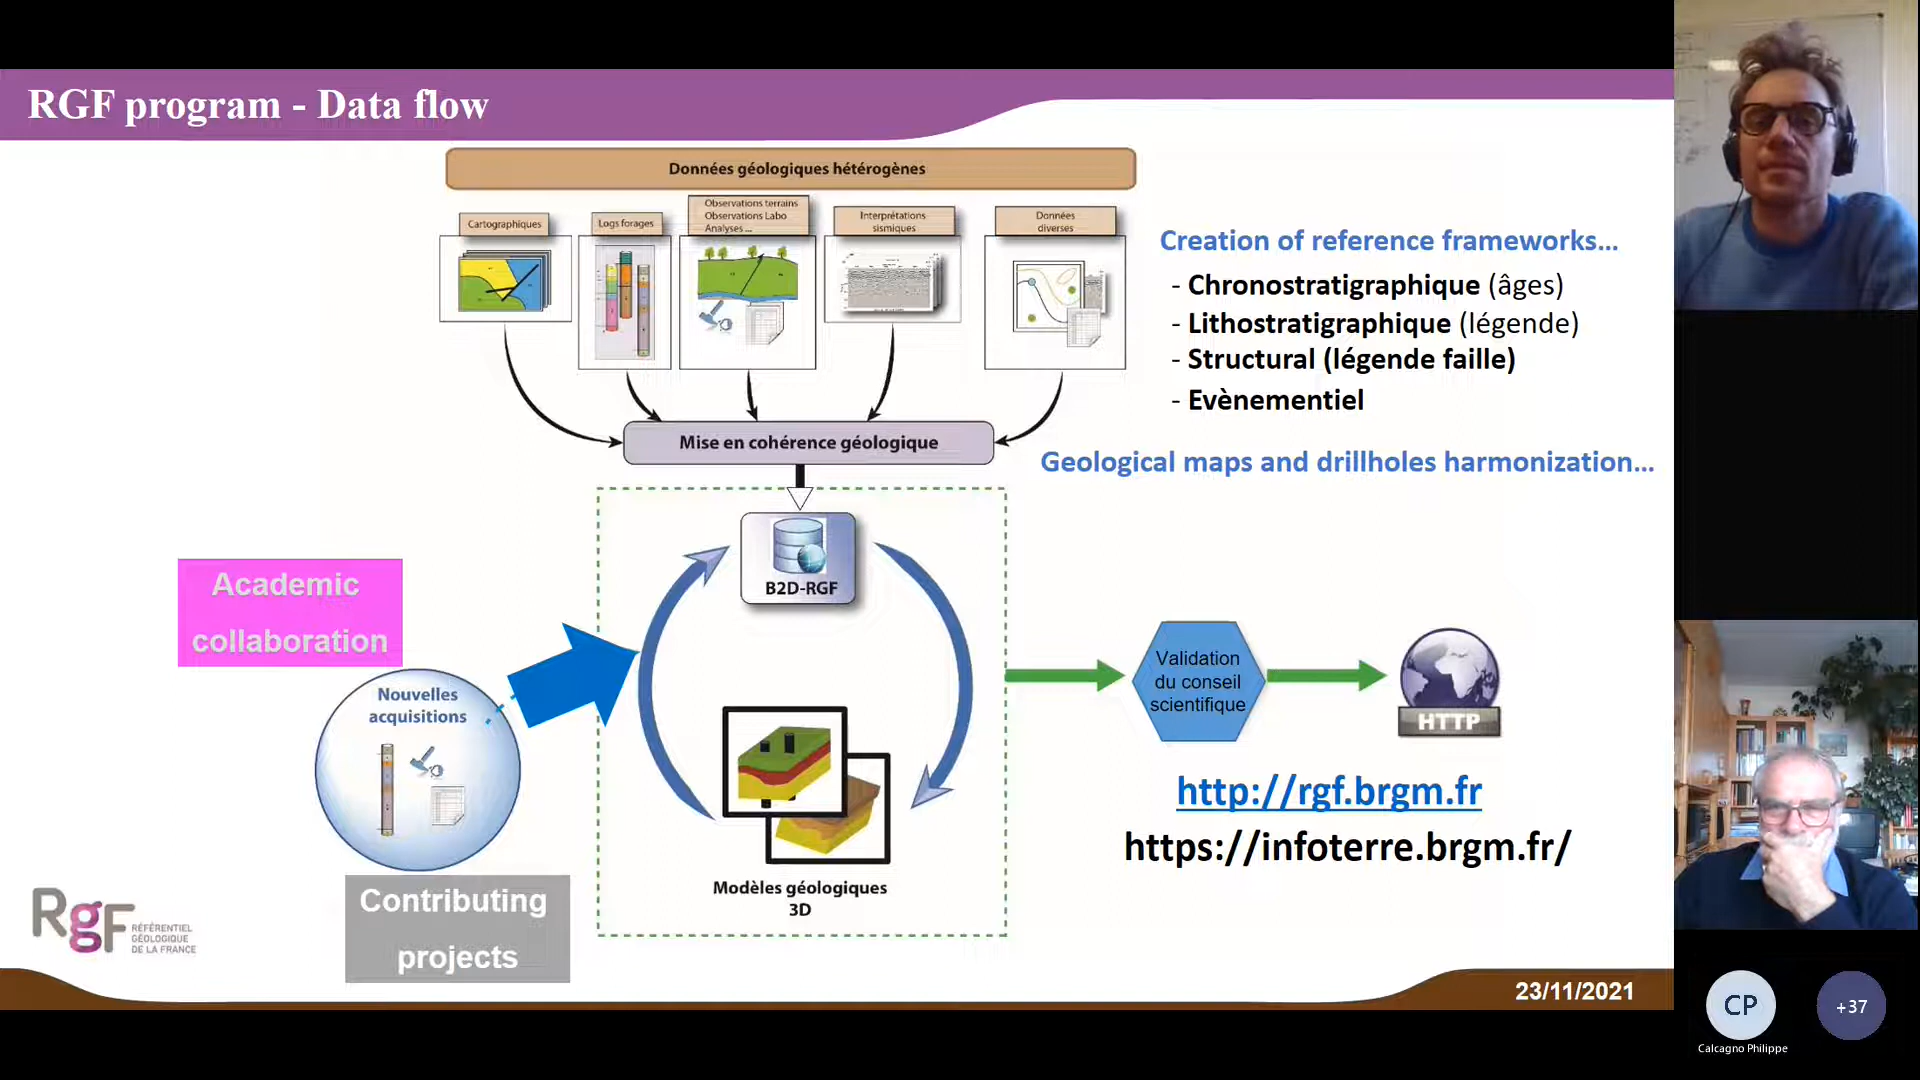 RGF program - Data flow
Données géologiques hétérogènes
Cartographiques
Logs forages
Observations terrains
Observations Labo
Analyses ...
Interprétations
sismiques
Données
diverses
Creation of reference frameworks...
- Chronostratigraphique (âges)
- Lithostratigraphique (légende)
- Structural (légende faille)
- Evènementiel
Mise en cohérence géologique
Geological maps and drillholes harmonization...
B2D-RGF
Academic
collaboration
Nouvelles
acquisitions
Contributing
projects
Modèles géologiques
3D
Validation
du conseil
scientifique
HTTP
http://rgf.brgm.fr
https://infoterre.brgm.fr/
RgF
RÉFÉRENTIEL
GÉOLOGIQUE
DE LA FRANCE
23/11/2021
CP
+37
Calcagno Philippe